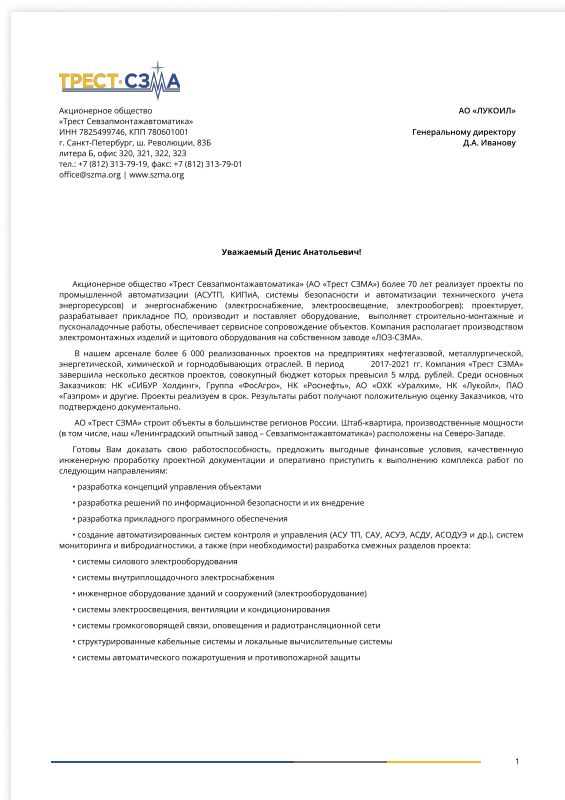 ТРЕСТ·СЗМА
Акционерное общество
«Трест Севзапмонтажавтоматика»
ИНН 7825499746, КПП 780601001
г. Санкт-Петербург, ш. Революции, 83Б
литера Б, офис 320, 321, 322, 323
тел.: +7 (812) 313-79-19, факс: +7 (812) 313-79-01
office@szma.org | www.szma.org
АО «ЛУКОИЛ»
Генеральному директору
Д.А. Иванову
Уважаемый Денис Анатольевич!
Акционерное общество «Трест Севзапмонтажавтоматика» (АО «Трест СЗМА») более 70 лет реализует проекты по
промышленной автоматизации (АСУТП, КИПиА, системы безопасности и автоматизации технического учета
энергоресурсов) и энергоснабжению (электроснабжение, электроосвещение, электрообогрев): проектирует,
разрабатывает прикладное ПО, производит и поставляет оборудование, выполняет строительно-монтажные и
пусконаладочные работы, обеспечивает сервисное сопровождение объектов. Компания располагает производством
электромонтажных изделий и щитового оборудования на собственном заводе «ЛОЗ-СЗМА».
В нашем арсенале более 6 000 реализованных проектов на предприятиях нефтегазовой, металлургической,
энергетической, химической и горнодобывающих отраслей. В период 2017-2021 гг. Компания «Трест СЗМА»
завершила несколько десятков проектов, совокупный бюджет которых превысил 5 млрд. рублей. Среди основных
Заказчиков: НК «СИБУР Холдинг», Группа «ФосАгро», НК «Роснефть», АО «ОХК «Уралхим», НК «Лукойл», ПАО
«Газпром» и другие. Проекты реализуем в срок. Результаты работ получают положительную оценку Заказчиков, что
подтверждено документально.
АО «Трест СЗМА» строит объекты в большинстве регионов России. Штаб-квартира, производственные мощности
(в том числе, наш «Ленинградский опытный завод – Севзапмонтажавтоматика») расположены на Северо-Западе.
Готовы Вам доказать свою работоспособность, предложить выгодные финансовые условия, качественную
инженерную проработку проектной документации и оперативно приступить к выполнению комплекса работ по
следующим направлениям:
• разработка концепций управления объектами
• разработка решений по информационной безопасности и их внедрение
• разработка прикладного программного обеспечения
• создание автоматизированных систем контроля и управления (АСУ ТП, САУ, АСУЭ, АСДУ, АСОДУЭ и др.), систем
мониторинга и вибродиагностики, а также (при необходимости) разработка смежных разделов проекта:
• системы силового электрооборудования
• системы внутриплощадочного электроснабжения
• инженерное оборудование зданий и сооружений (электрооборудование)
• системы электроосвещения, вентиляции и кондиционирования
• системы громкоговорящей связи, оповещения и радиотрансляционной сети
• структурированные кабельные системы и локальные вычислительные системы
• системы автоматического пожаротушения и противопожарной защиты
1